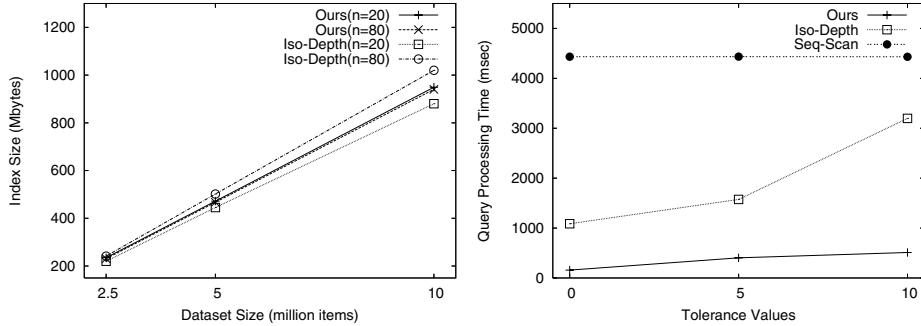 Index Size (Mbytes)
1200
1000
800
600
400
200
2.5
5
10
Dataset Size (million items)
Ours(n=20)
Ours(n=80)
Iso-Depth(n=20)
Iso-Depth(n=80)
Query Processing Time (msec)
5000
4000
3000
2000
1000
0
0
5
10
Tolerance Values
Ours
Iso-Depth
Seq-Scan